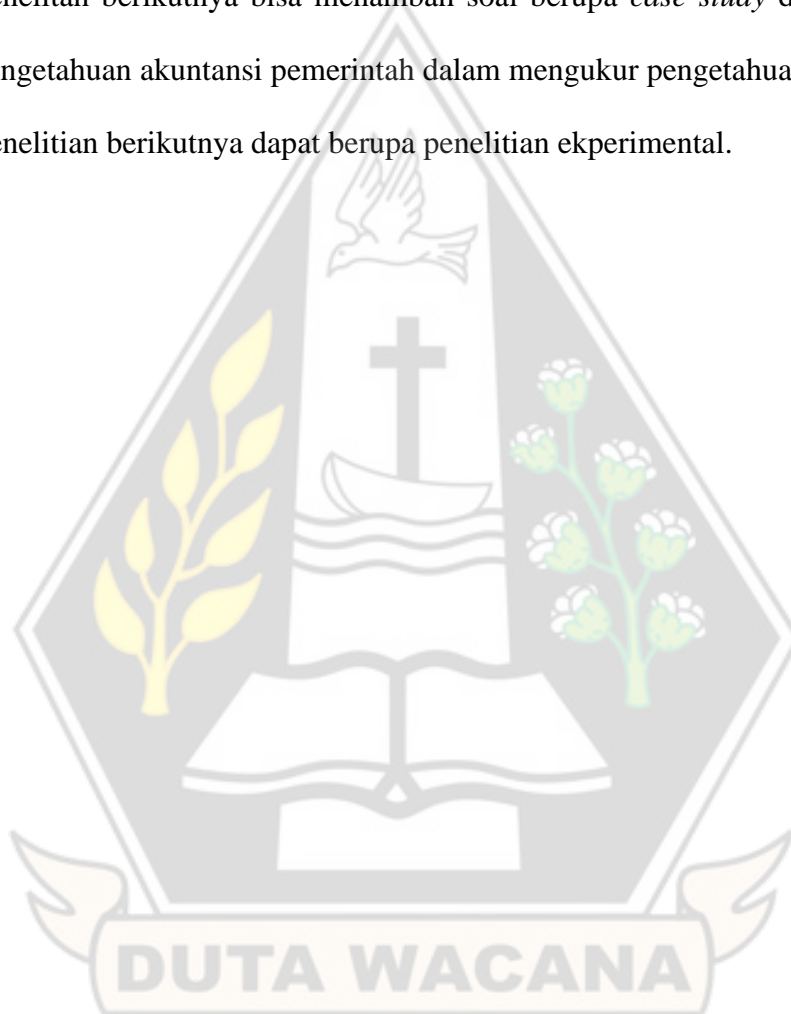 enelitan berikutnya bisa menambah soal berupa case study d
ngetahuan akuntansi pemerintah dalam mengukur pengetahua
enelitian berikutnya dapat berupa penelitian ekperimental.
DUTA WACANA